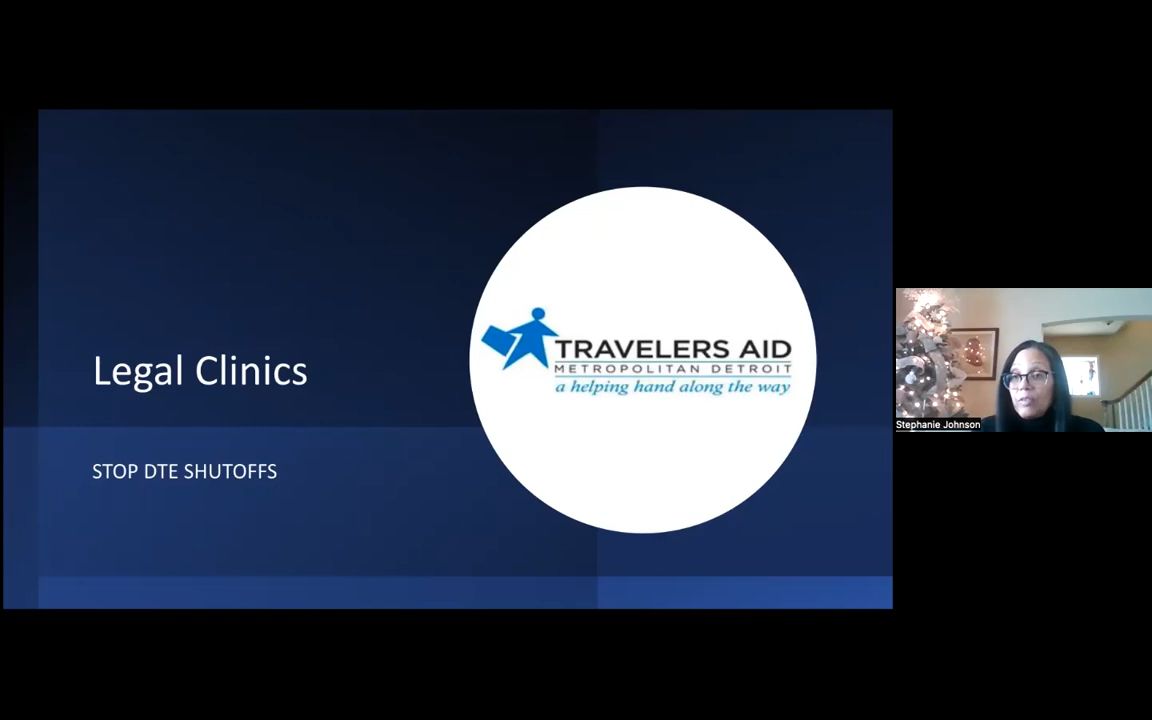 Legal Clinics
STOP DTE SHUTOFFS
TRAVELERS AID
METROPOLITAN DETROIT
a helping hand along the way
Stephanie Johnson